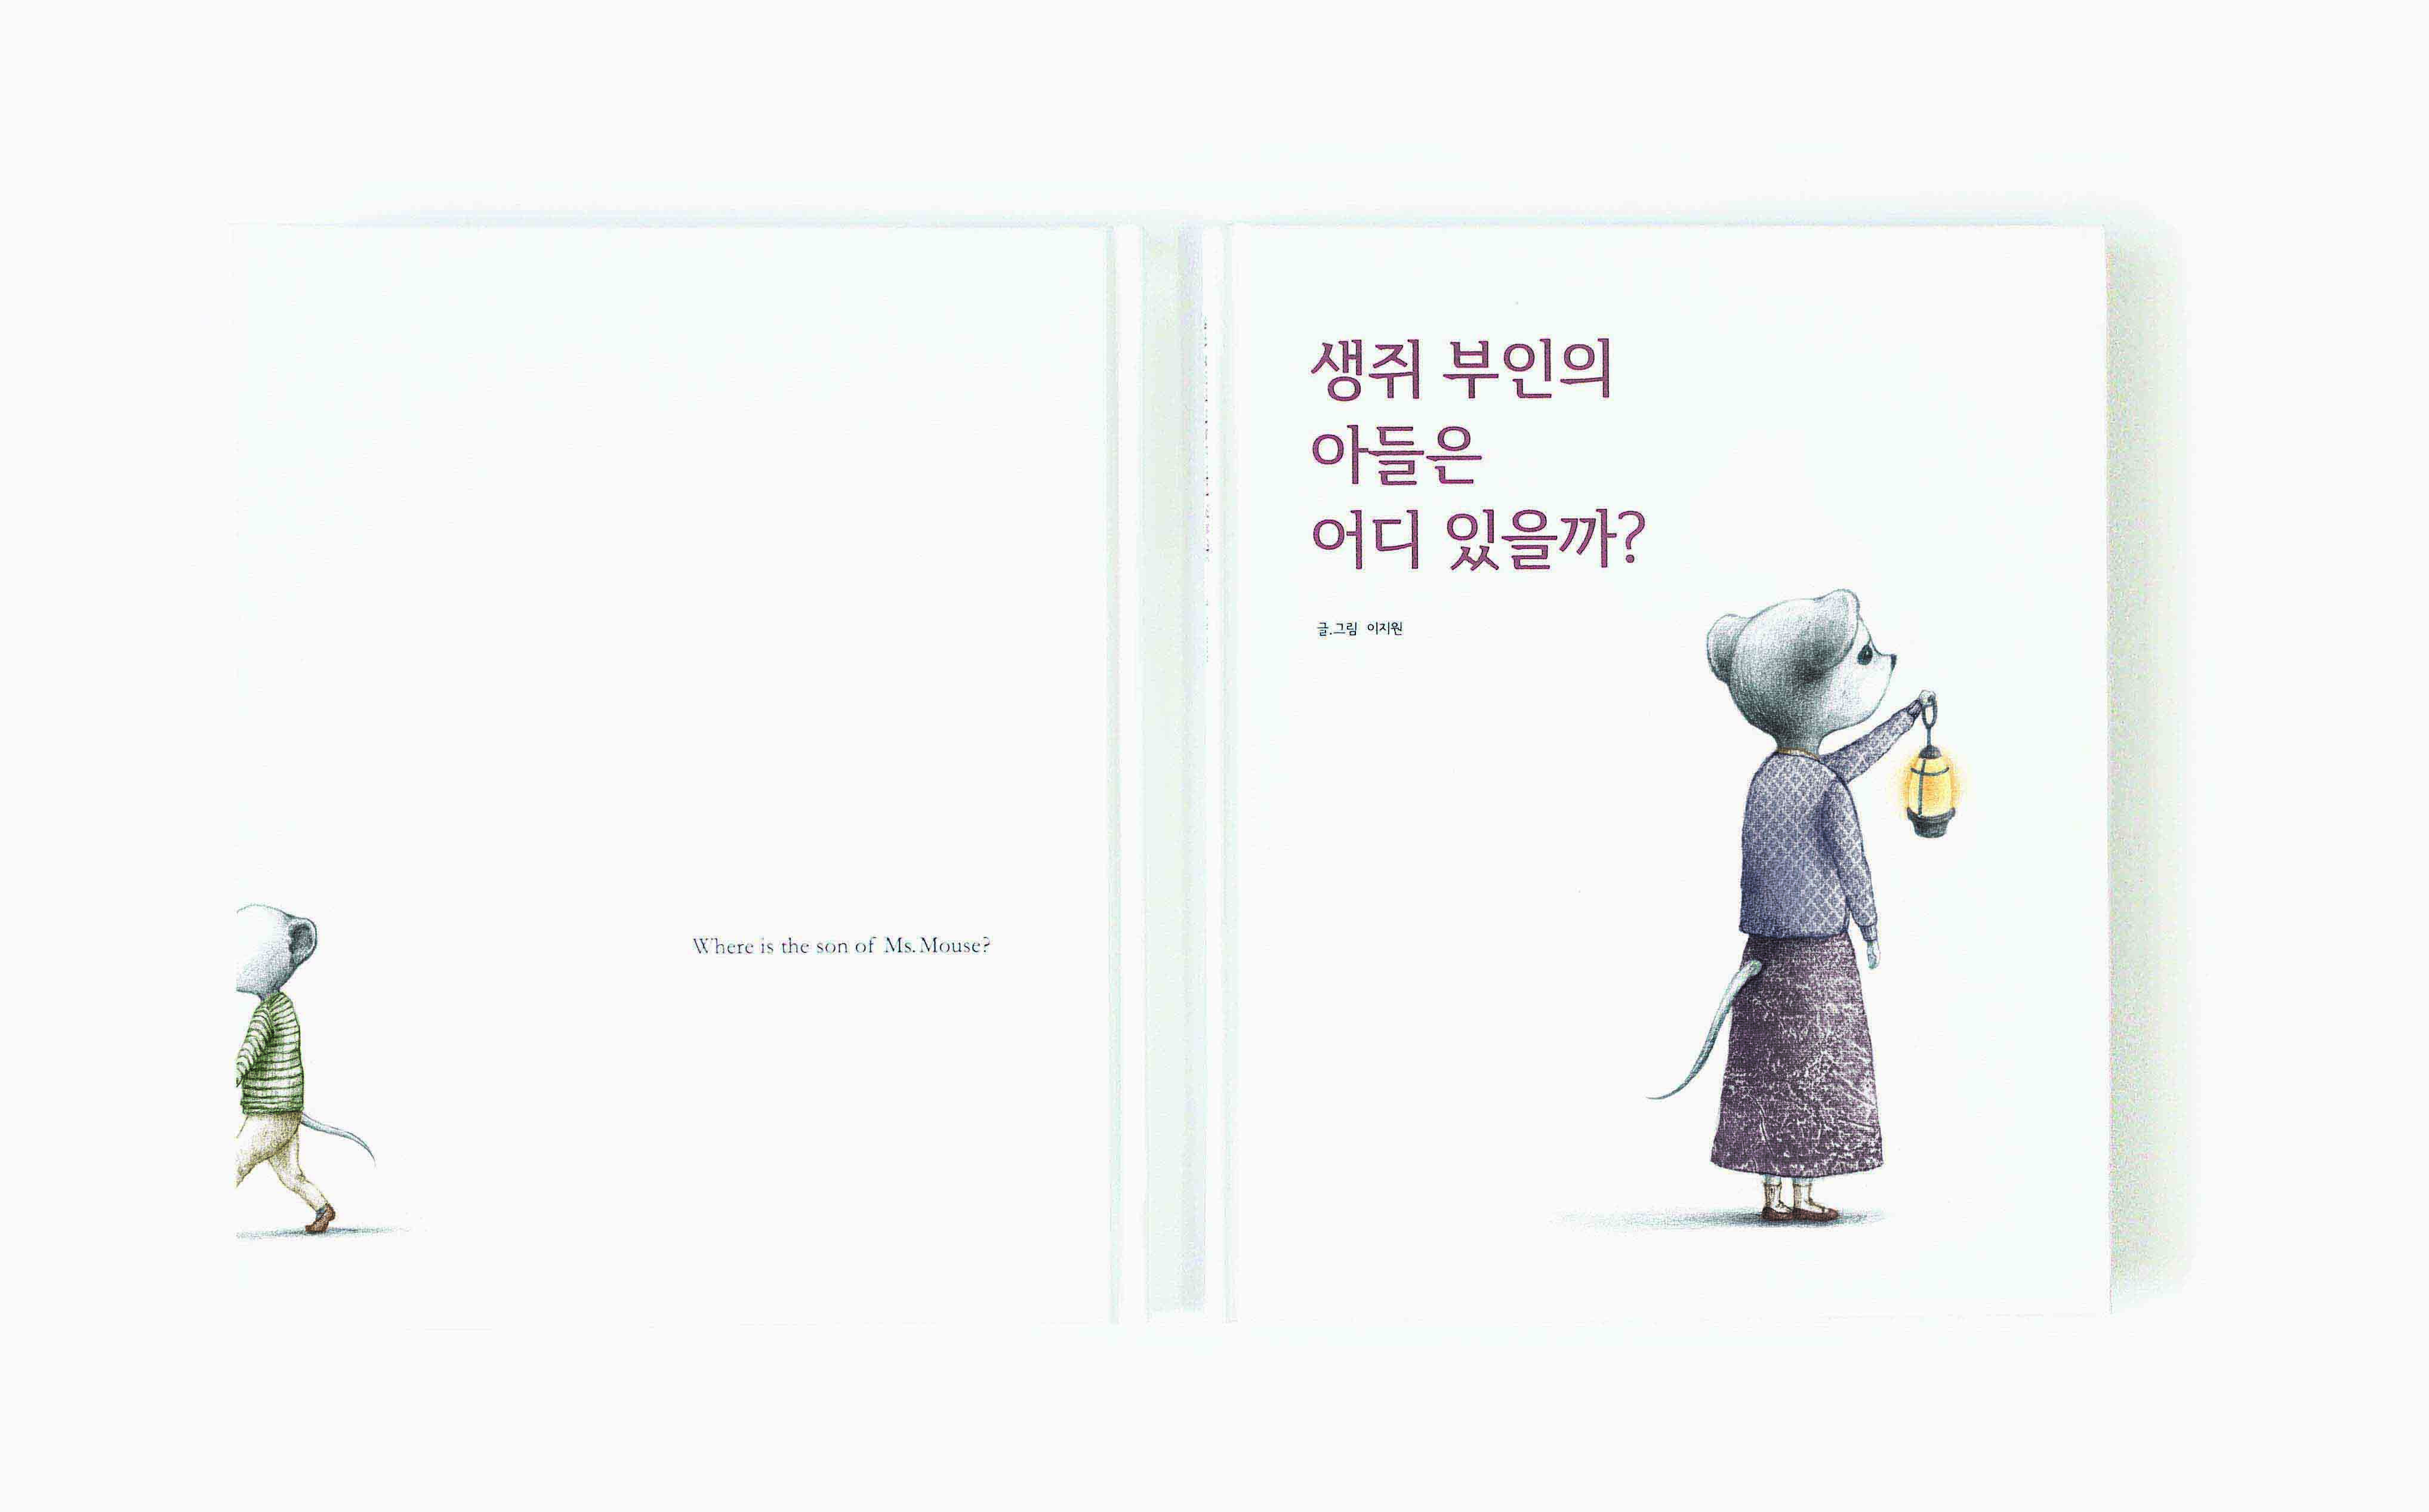 Where is the son of Ms. Mouse?
생쥐 부인의
아들은
어디 있을까?
글.그림 이지원